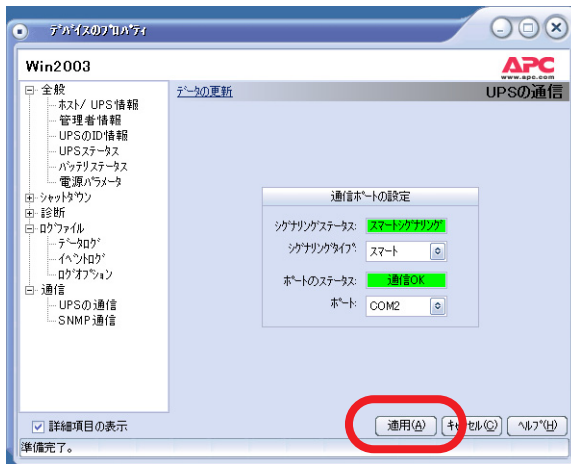 ﾃﾞﾊﾞｲｽのﾌﾟﾛﾊﾟﾃｨ
Win2003
APC
www.apc.com
全般
ホスト/ UPS情報
管理者情報
UPSのID情報
UPSステータス
ﾊﾞｯﾃﾘｽﾃｰﾀｽ
電源ﾊﾟﾗﾒｰﾀ
ｼｬｯﾄﾀﾞｳﾝ
診断
ﾛｸﾞﾌｧｲﾙ
ﾃﾞｰﾀﾛｸﾞ
ｲﾍﾞﾝﾄﾛｸﾞ
ﾛｸﾞｵﾌﾟｼｮﾝ
通信
UPSの通信
SNMP通信
ﾃﾞｰﾀの更新
UPSの通信
通信ﾎﾟｰﾄの設定
ｼｸﾞﾅﾘﾝｸﾞｽﾃｰﾀｽ: ｽﾏｰﾄｼｸﾞﾅﾘﾝｸﾞ
ｼｸﾞﾅﾘﾝｸﾞﾀｲﾌﾟ: ｽﾏｰﾄ
ﾎﾟｰﾄのｽﾃｰﾀｽ: 通信OK
ﾎﾟｰﾄ: COM2
詳細項目の表示
適用(A) ｷｬﾝｾﾙ(C) ﾍﾙﾌﾟ(H)
準備完了。